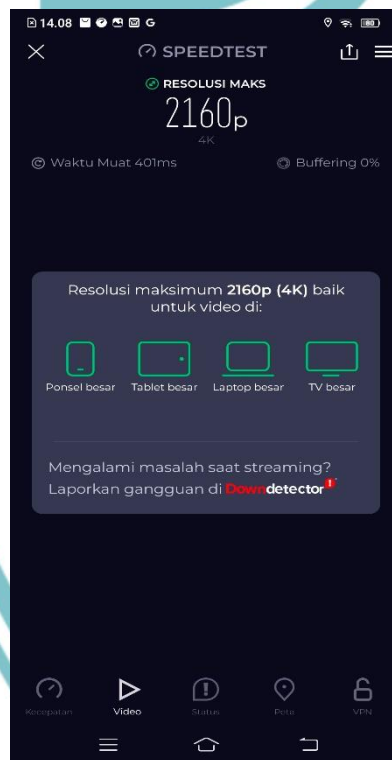 14.08 G 80
SPEEDTEST
RESOLUSI MAKS
2160p
4K
Waktu Muat 401ms Buffering 0%
Resolusi maksimum 2160p (4K) baik
untuk video di:
Ponsel besar Tablet besar Laptop besar TV besar
Mengalami masalah saat streaming?
Laporkan gangguan di Downdetector
Kecepatan Video Status Peta VPN